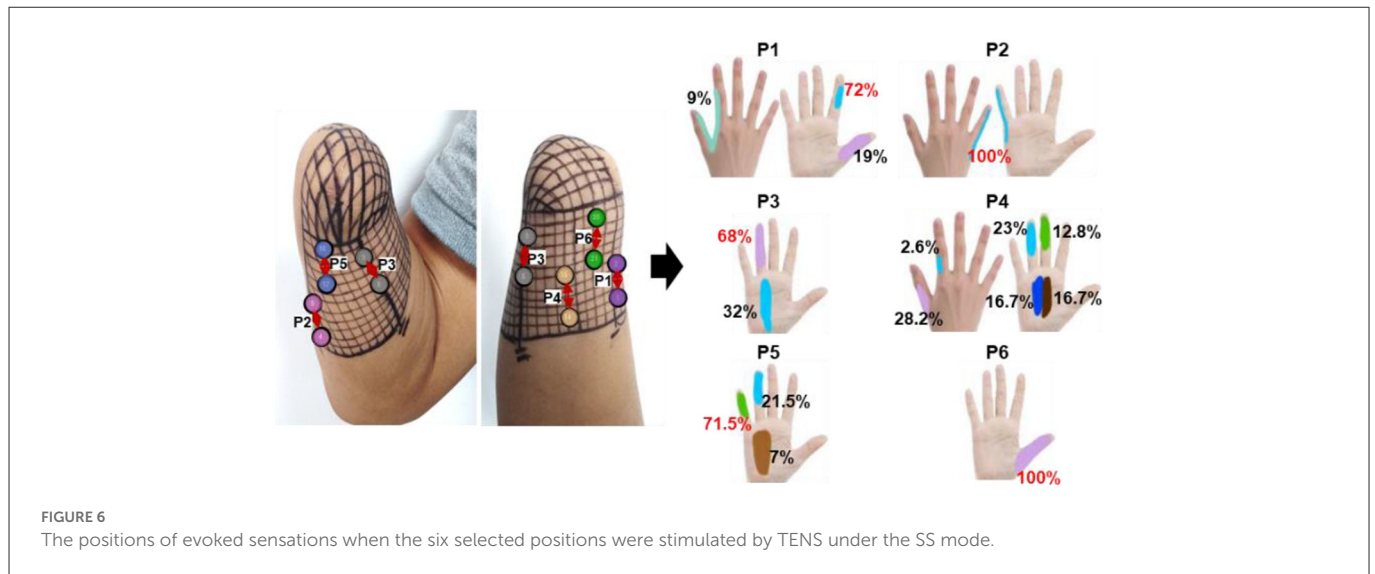 P1
P2
9%
72%
19%
100%
P5
P3
P2
P6
P3
P1
P4
P3
68%
32%
P4
23%
12.8%
2.6%
16.7%
16.7%
28.2%
P5
21.5%
71.5%
7%
P6
100%
FIGURE 6
The positions of evoked sensations when the six selected positions were stimulated by TENS under the SS mode.